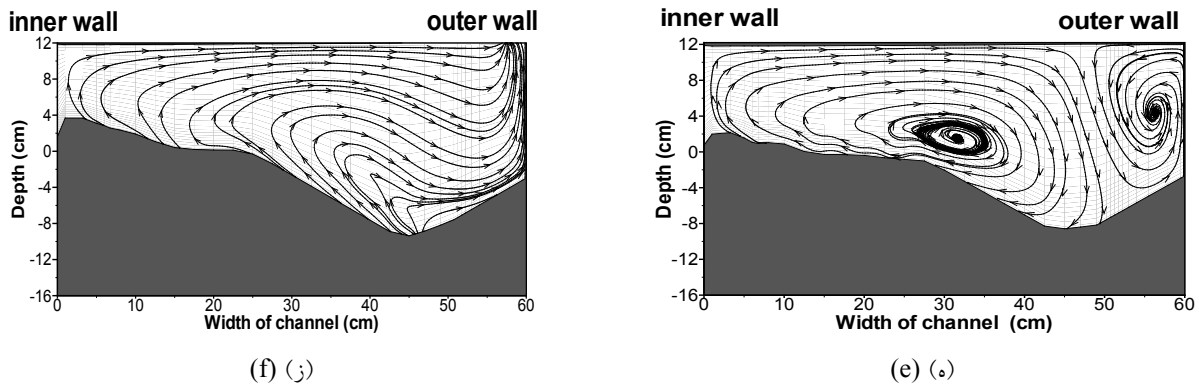 inner wall outer wall
12
8
4
0
-4
-8
-12
-16
Depth (cm)
0 10 20 30 40 50 60
Width of channel (cm)
(f) (ز)
inner wall outer wall
12
8
4
0
-4
-8
-12
-16
Depth (cm)
0 10 20 30 40 50 60
Width of channel (cm)
(e) (ه)